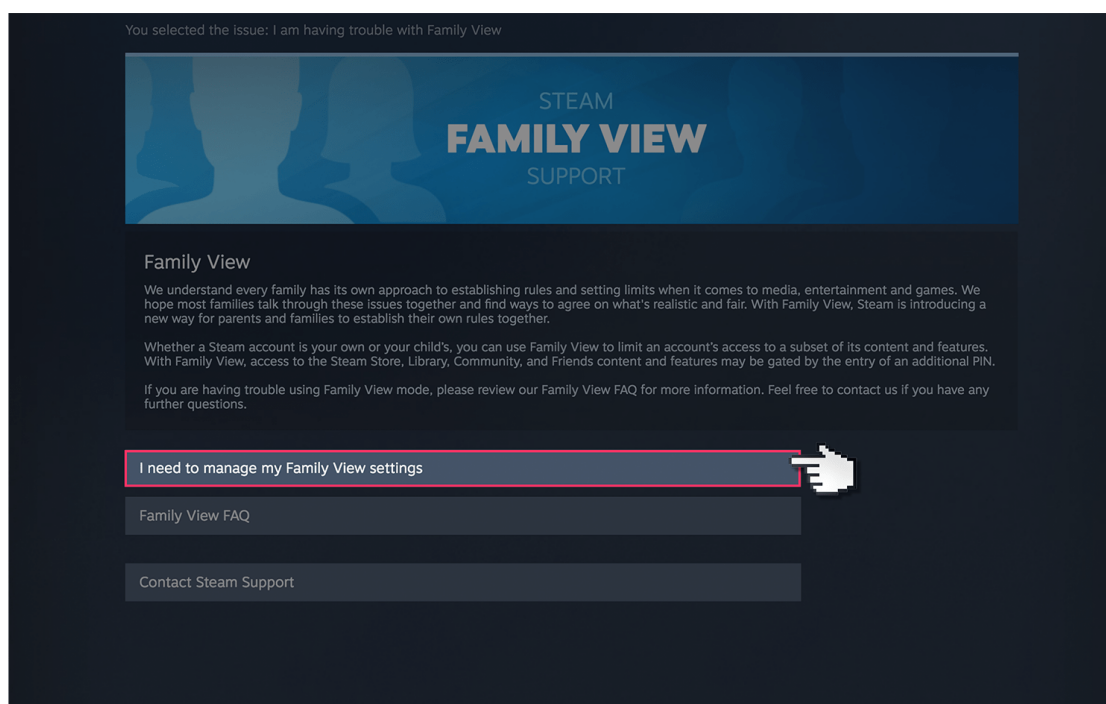 You selected the issue: I am having trouble with Family View
STEAM
FAMILY VIEW
SUPPORT
Family View
We understand every family has its own approach to establishing rules and setting limits when it comes to media, entertainment and games. We
hope most families talk through these issues together and find ways to agree on what's realistic and fair. With Family View, Steam is introducing a
new way for parents and families to establish their own rules together.
Whether a Steam account is your own or your child's, you can use Family View to limit an account's access to a subset of its content and features.
With Family View, access to the Steam Store, Library, Community, and Friends content and features may be gated by the entry of an additional PIN.
If you are having trouble using Family View mode, please review our Family View FAQ for more information. Feel free to contact us if you have any
further questions.
I need to manage my Family View settings
Family View FAQ
Contact Steam Support